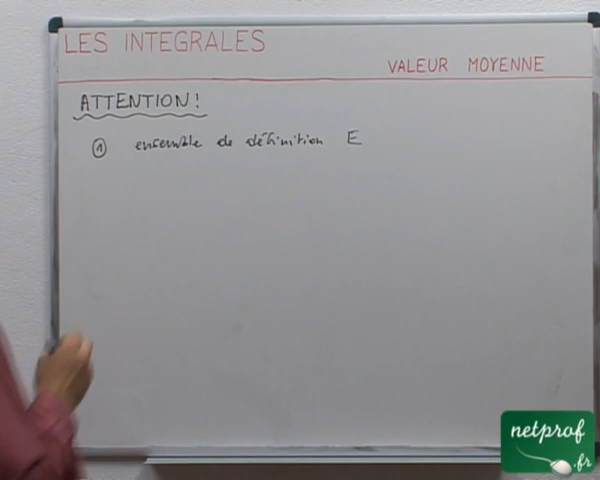 LES INTEGRALES
VALEUR MOYENNE
ATTENTION!
① ensemble de définition E
netprof
.fr